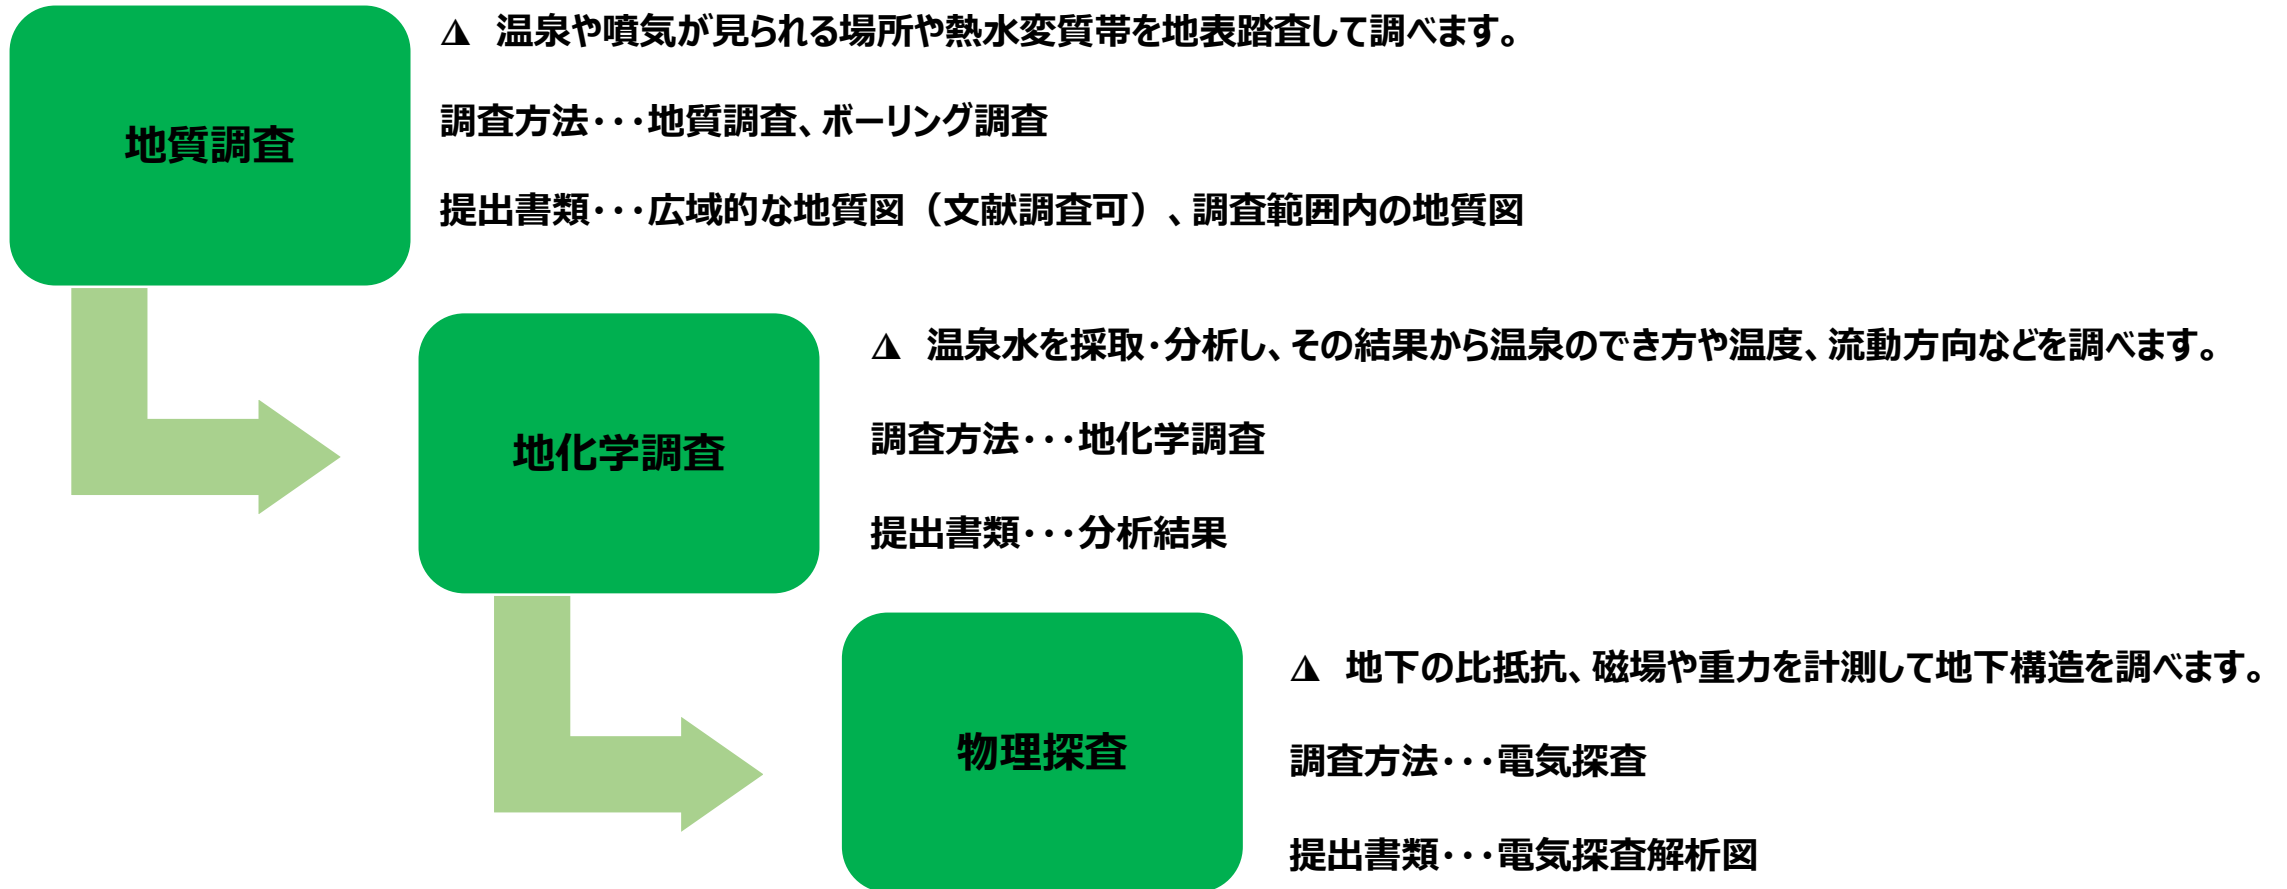 地質調査
◮ 温泉や噴気が見られる場所や熱水変質帯を地表踏査して調べます。
調査方法・・・地質調査、ボーリング調査
提出書類・・・広域的な地質図（文献調査可）、調査範囲内の地質図
地化学調査
◮ 温泉水を採取・分析し、その結果から温泉のでき方や温度、流動方向などを調べます。
調査方法・・・地化学調査
提出書類・・・分析結果
物理探査
◮ 地下の比抵抗、磁場や重力を計測して地下構造を調べます。
調査方法・・・電気探査
提出書類・・・電気探査解析図